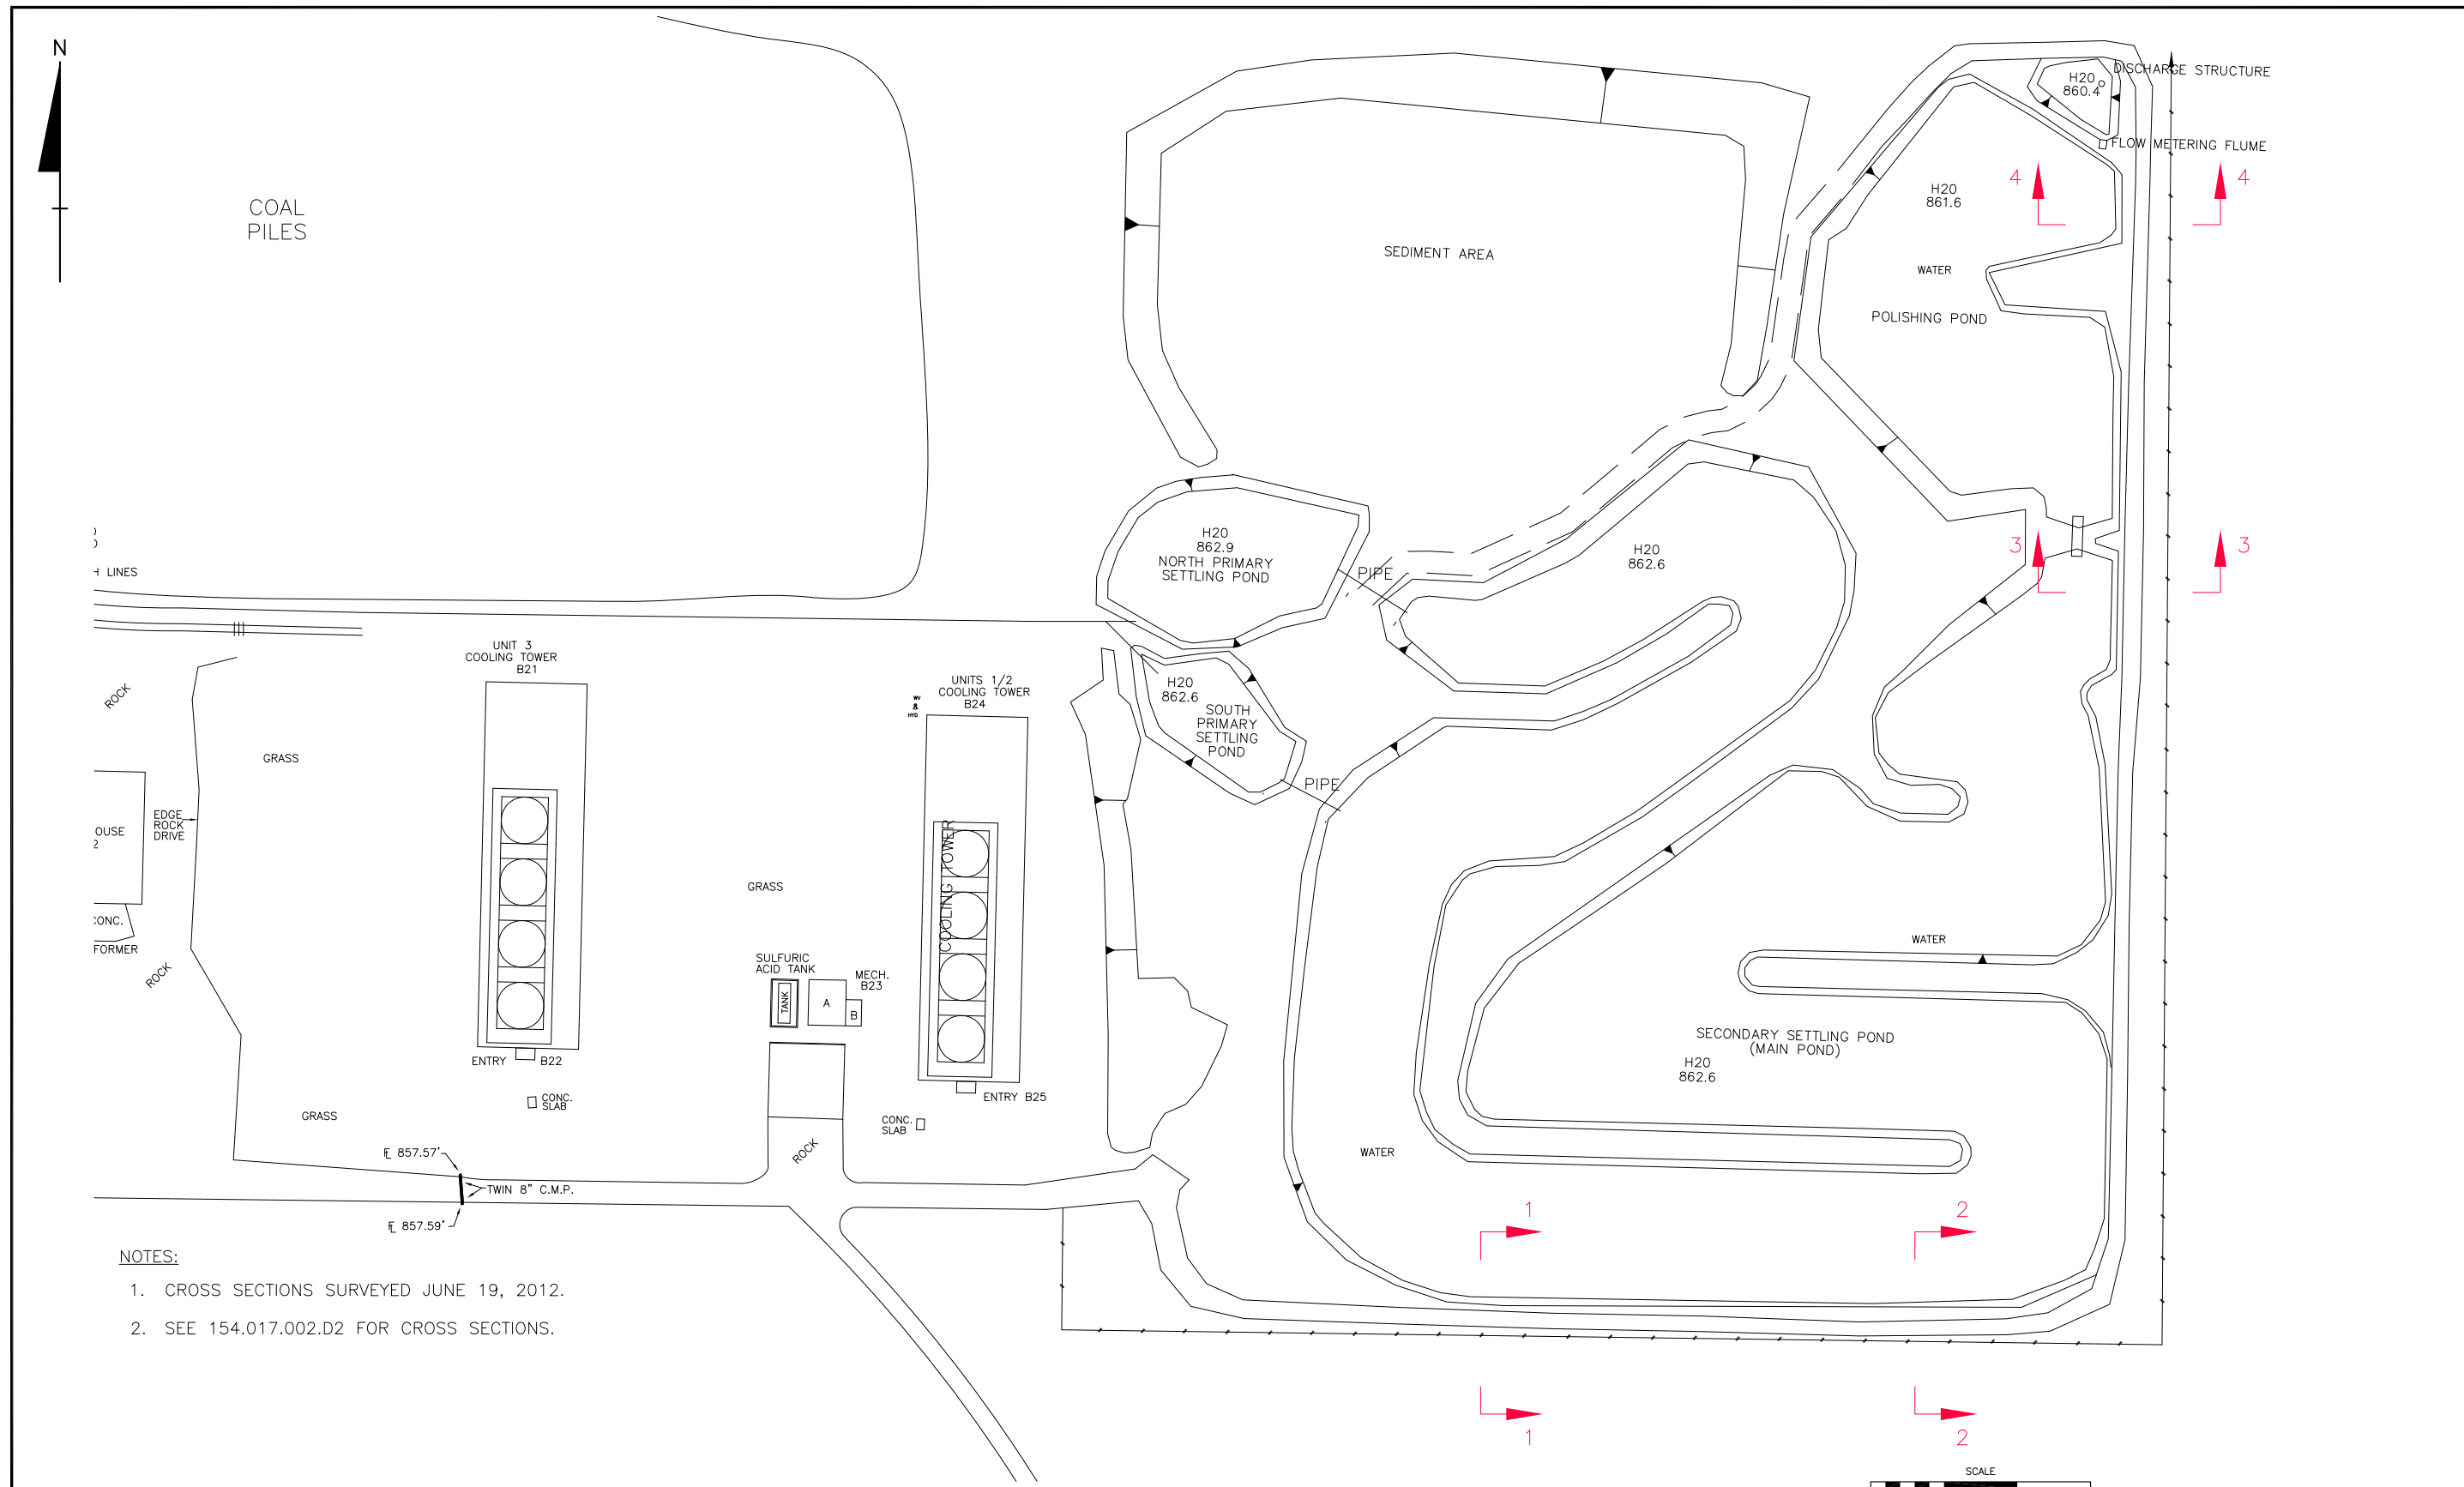 N
COAL
PILES
DISCHARGE STRUCTURE
H20
860.4
FLOW METERING FLUME
4
4
H20
861.6
WATER
POLISHING POND
SEDIMENT AREA
H20
862.9
NORTH PRIMARY
SETTLING POND
PIPE
H20
862.6
3
3
H LINES
UNIT 3
COOLING TOWER
B21
ROCK
UNITS 1/2
COOLING TOWER
B24
WV
&
HYD
H20
862.6
SOUTH
PRIMARY
SETTLING
POND
PIPE
GRASS
EDGE
ROCK
DRIVE
OUSE
2
CONC.
FORMER
ROCK
GRASS
COOLING TOWER
SULFURIC
ACID TANK
TANK
A
B
MECH.
B23
WATER
SECONDARY SETTLING POND
(MAIN POND)
H20
862.6
ENTRY
B22
CONC.
SLAB
ENTRY B25
CONC.
SLAB
GRASS
ROCK
WATER
FL 857.57'
TWIN 8" C.M.P.
FL 857.59'
1
2
NOTES:
1. CROSS SECTIONS SURVEYED JUNE 19, 2012.
2. SEE 154.017.002.D2 FOR CROSS SECTIONS.
1
2
SCALE